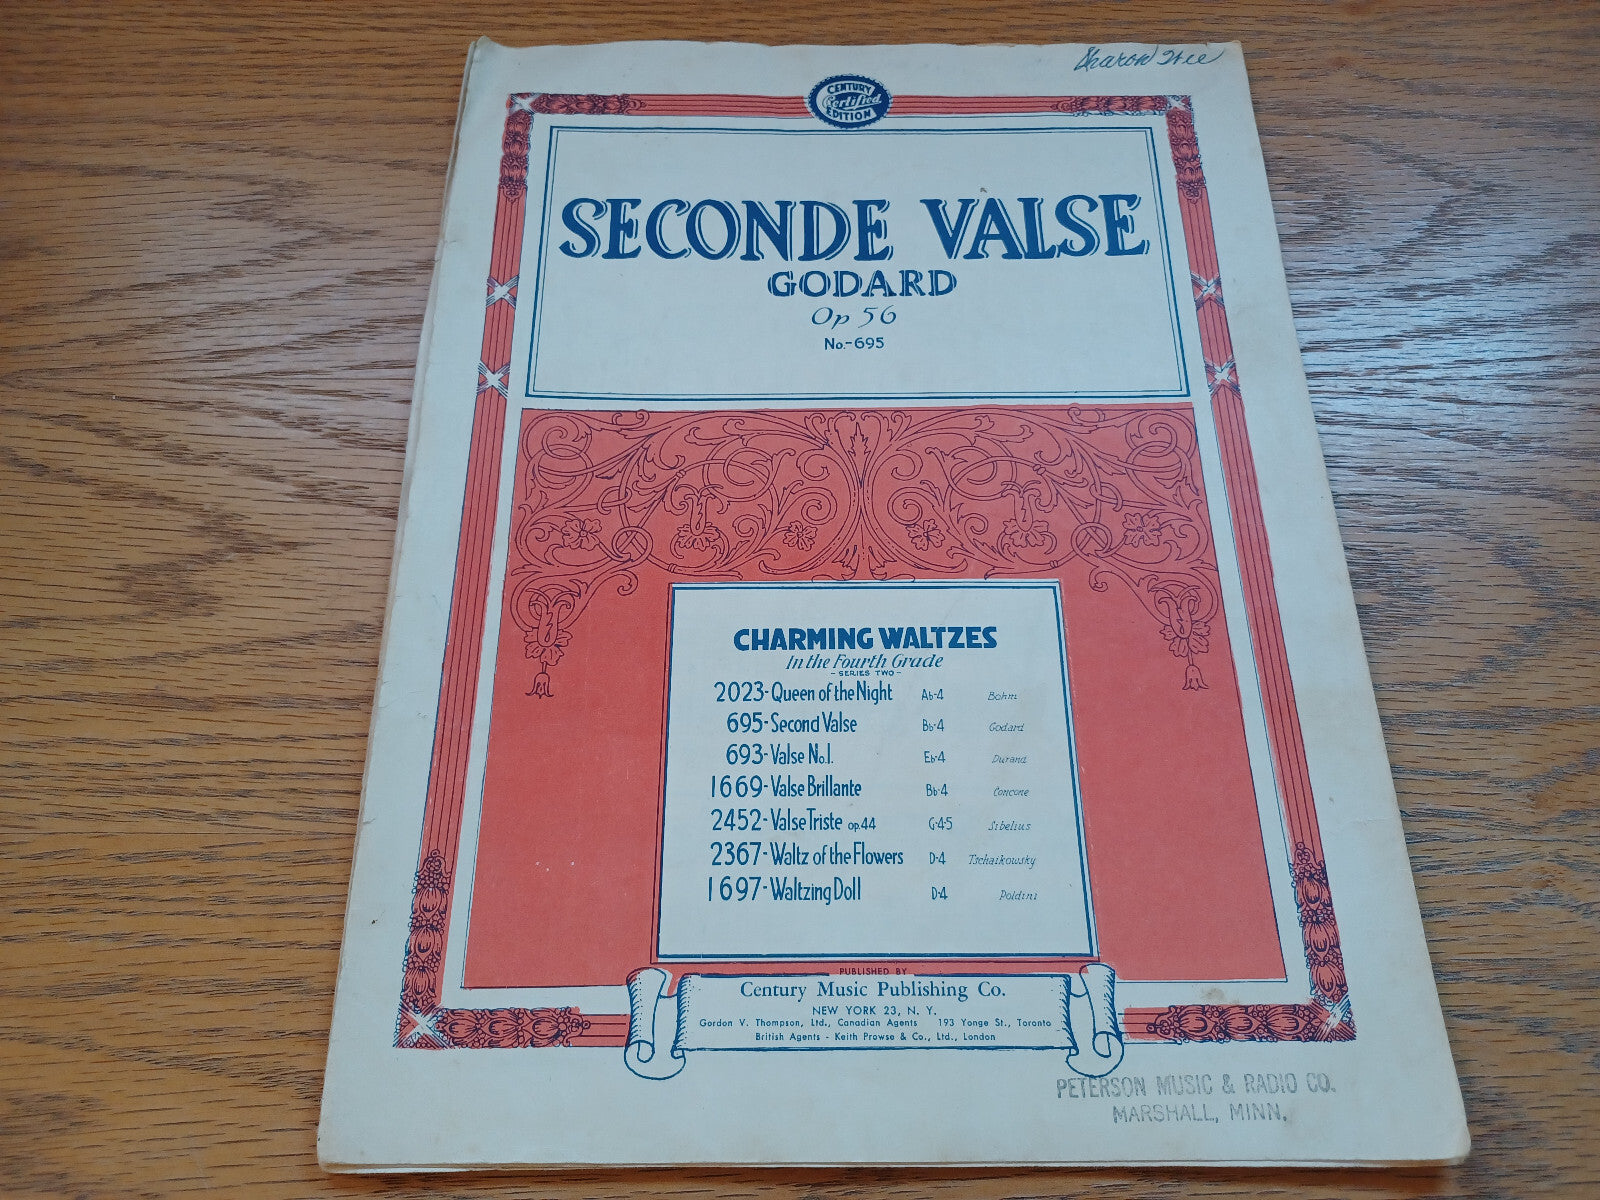 Sharon
CENTURY
Certified
EDITION
SECONDE VALSE
GODARD
Op 56
No.-695
CHARMING WALTZES
In the Fourth Grade
- SERIES TWO -
2023-Queen of the Night Ab-4 Bohm
695-Second Valse Bb-4 Godard
693-Valse No.1. Eb-4 Durand
1669-Valse Brillante Bb-4 Concone
2452-Valse Triste op.44 G-4-5 Sibelius
2367-Waltz of the Flowers D-4 Tschaikowsky
1697-Waltzing Doll D-4 Poldini
PUBLISHED BY
Century Music Publishing Co.
NEW YORK 23, N. Y.
Gordon V. Thompson, Ltd., Canadian Agents 193 Yonge St., Toronto
British Agents - Keith Prowse & Co., Ltd., London
PETERSON MUSIC & RADIO CO.
MARSHALL, MINN.